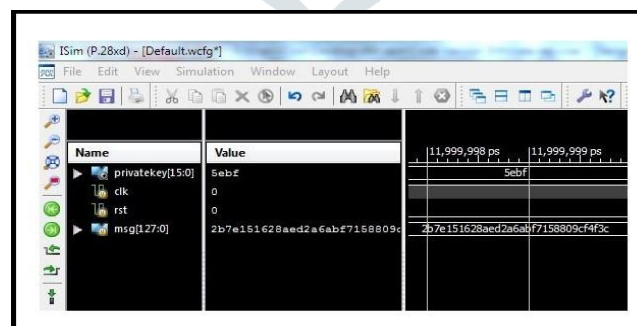 ISim (P.28xd) - [Default.wcfg*]
File Edit View Simulation Window Layout Help
Name Value 11,999,998 ps 11,999,999 ps
privatekey[15:0] 5ebf 5ebf
clk 0
rst 0
msg[127:0] 2b7e151628aed2a6abf7158809c 2b7e151628aed2a6abf7158809cf4f3c